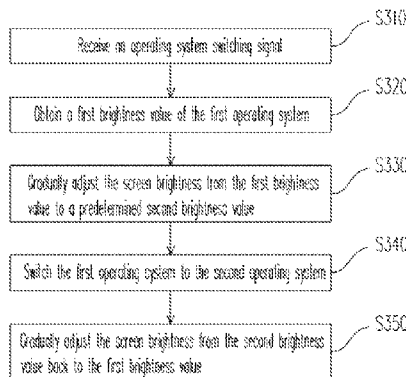 S310
Receive an operating system switching signal
S320
Obtain a first brightness value of the first operating system
S330
Gradually adjust the screen brightness from the first brightness
value to a predetermined second brightness value
S340
Switch the first operating system to the second operating system
S350
Gradually adjust the screen brightness from the second brightness
value back to the first brightness value